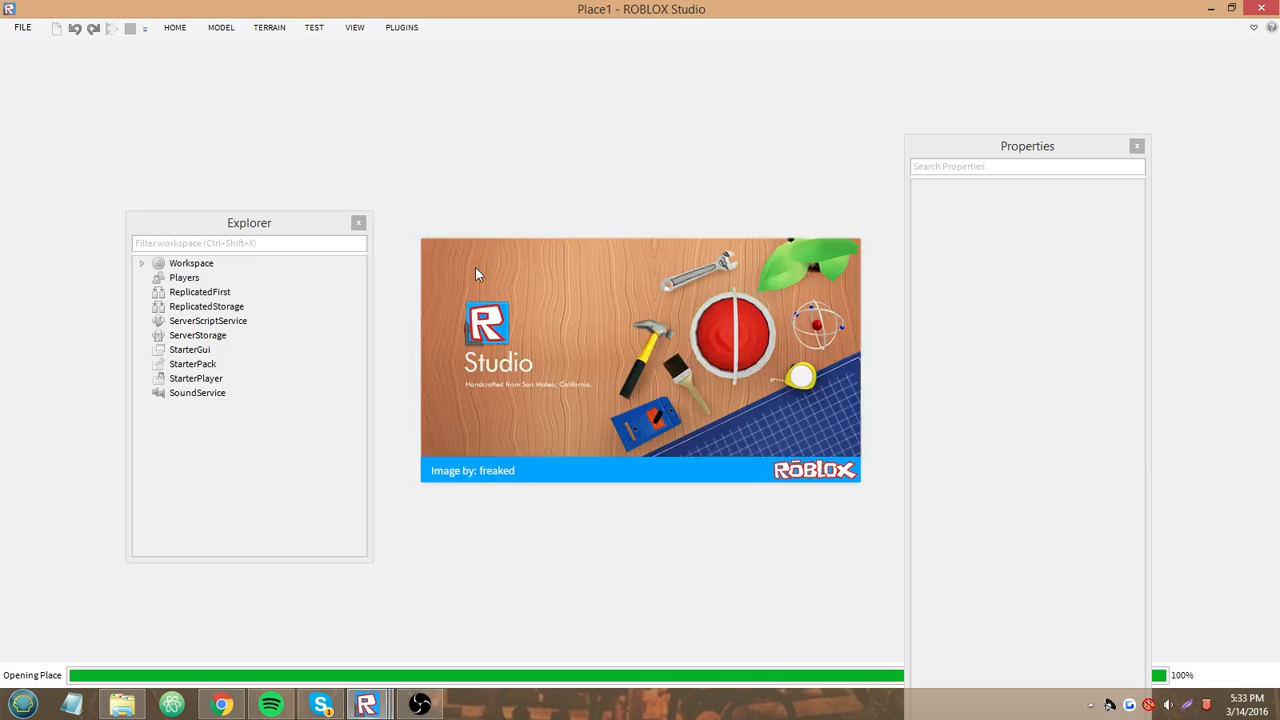 Place1 - ROBLOX Studio
FILE
HOME
MODEL
TERRAIN
TEST
VIEW
PLUGINS
Explorer
Filter workspace (Ctrl+Shift+X)
Workspace
Players
ReplicatedFirst
ReplicatedStorage
ServerScriptService
ServerStorage
StarterGui
StarterPack
StarterPlayer
SoundService
R
Studio
Handcrafted from San Mateo, California.
Image by: freaked
ROBLOX
Properties
Search Properties
Opening Place
100%
5:33 PM
3/14/2016